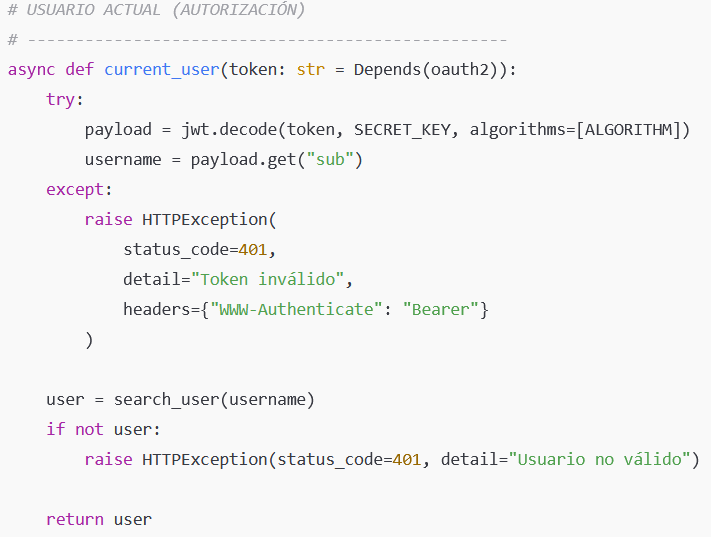 # USUARIO ACTUAL (AUTORIZACIÓN)
# --------------------------------------------------
async def current_user(token: str = Depends(oauth2)):
    try:
        payload = jwt.decode(token, SECRET_KEY, algorithms=[ALGORITHM])
        username = payload.get("sub")
    except:
        raise HTTPException(
            status_code=401,
            detail="Token inválido",
            headers={"WWW-Authenticate": "Bearer"}
        )

    user = search_user(username)
    if not user:
        raise HTTPException(status_code=401, detail="Usuario no válido")

    return user